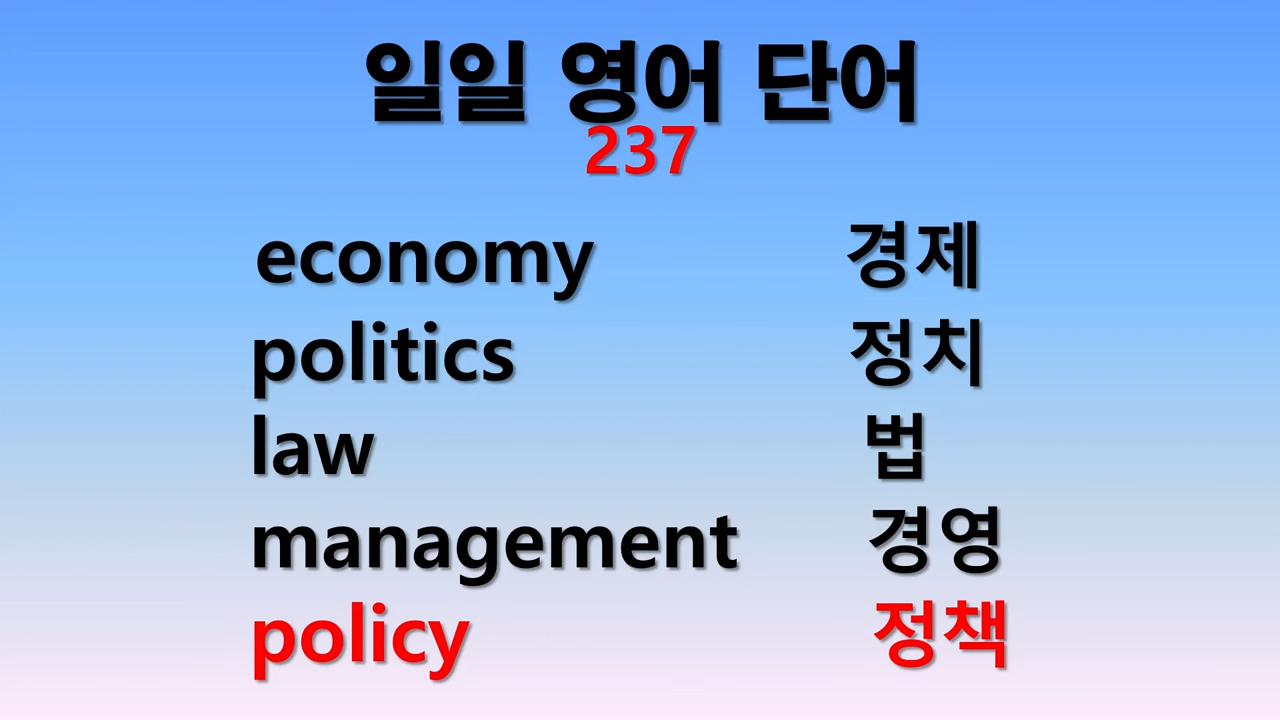 일일 영어 단어
237
economy 경제
politics 정치
law 법
management 경영
policy 정책